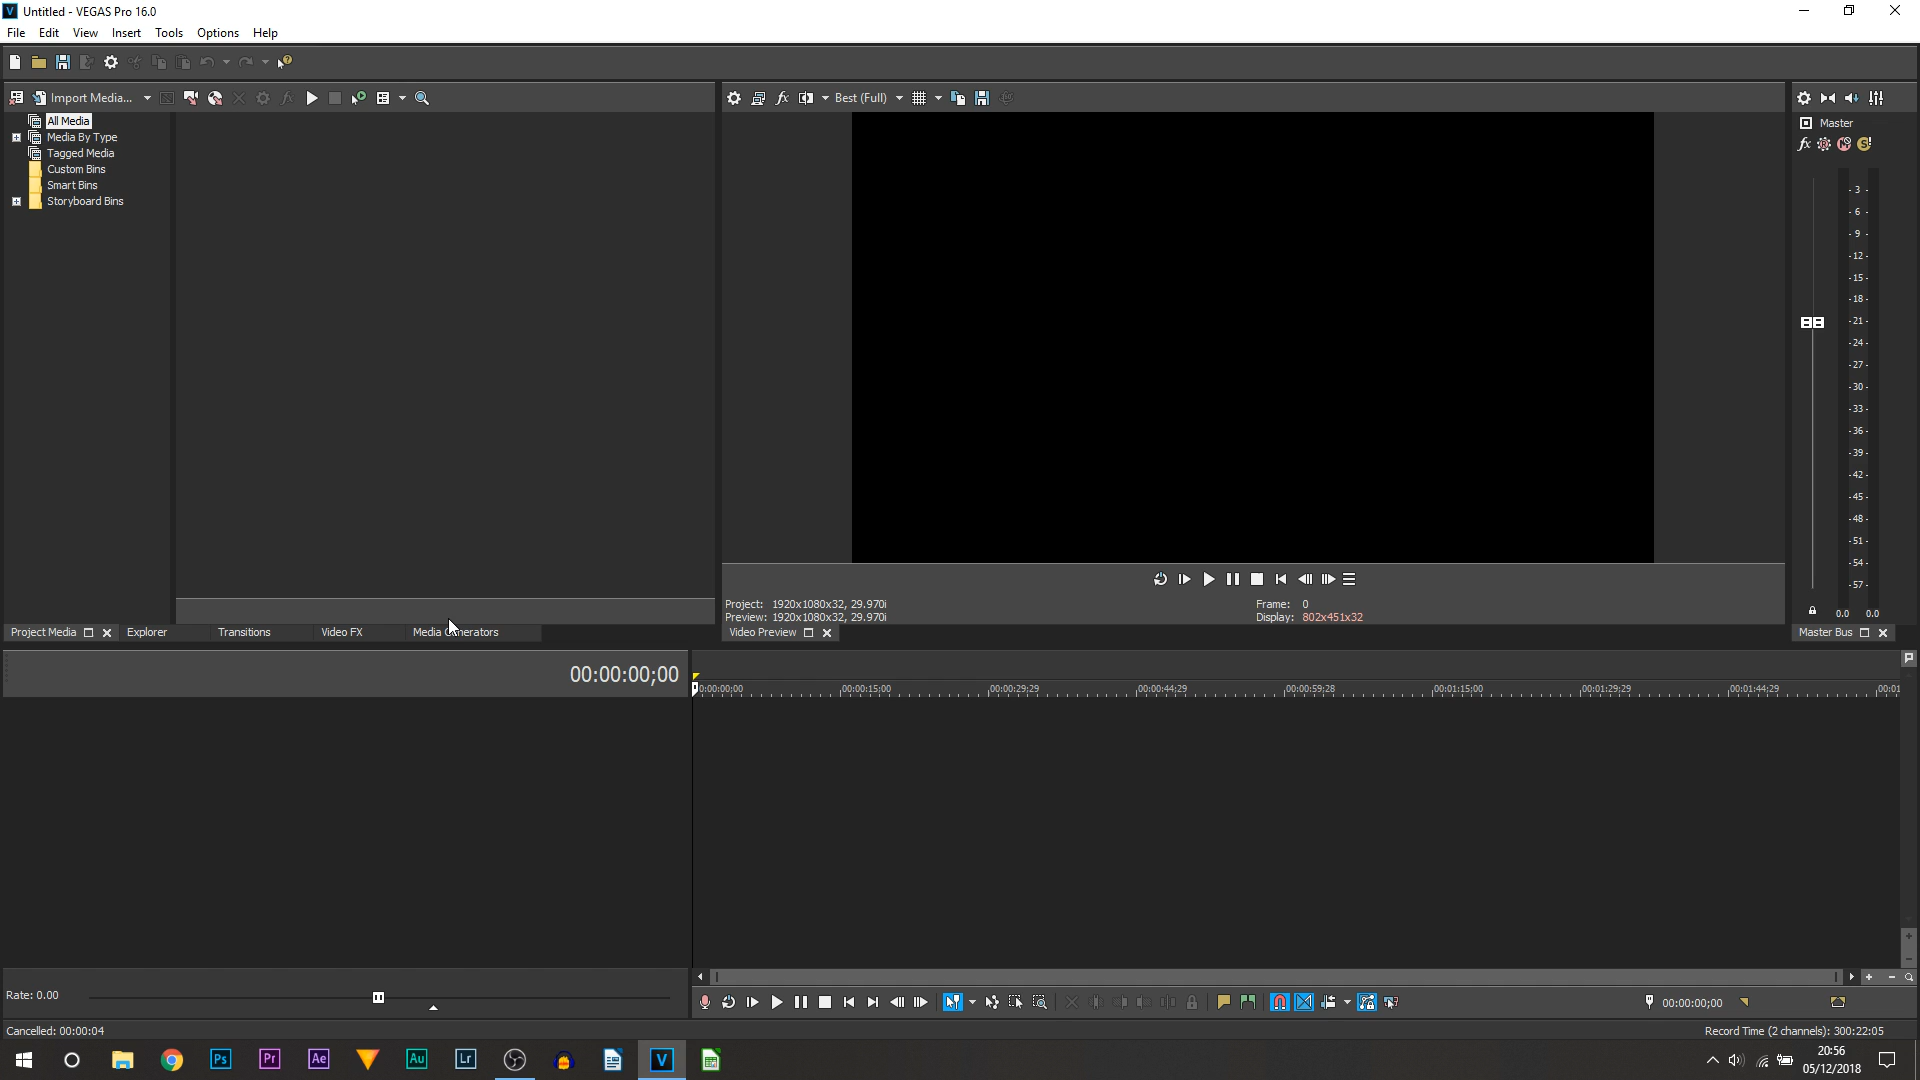 V Untitled - VEGAS Pro 16.0
File Edit View Insert Tools Options Help
Import Media... Best (Full)
All Media
Media By Type
Tagged Media
Custom Bins
Smart Bins
Storyboard Bins
Master
-3-
-6-
-9-
-12-
-15-
-18-
-21-
-24-
-27-
-30-
-33-
-36-
-39-
-42-
-45-
-48-
-51-
-54-
-57-
0.0 0.0
Project: 1920x1080x32, 29.970i Frame: 0
Preview: 1920x1080x32, 29.970i Display: 802x451x32
Project Media Explorer Transitions Video FX Media Generators Video Preview Master Bus
00:00:00;00
0:00:00;00 00:00:15;00 00:00:29;29 00:00:44;29 00:00:59;28 00:01:15;00 00:01:29;29 00:01:44;29 00:01
Rate: 0.00
00:00:00;00
Cancelled: 00:00:04 Record Time (2 channels): 300:22:05
Ps Pr Ae Au Lr V
20:56
05/12/2018